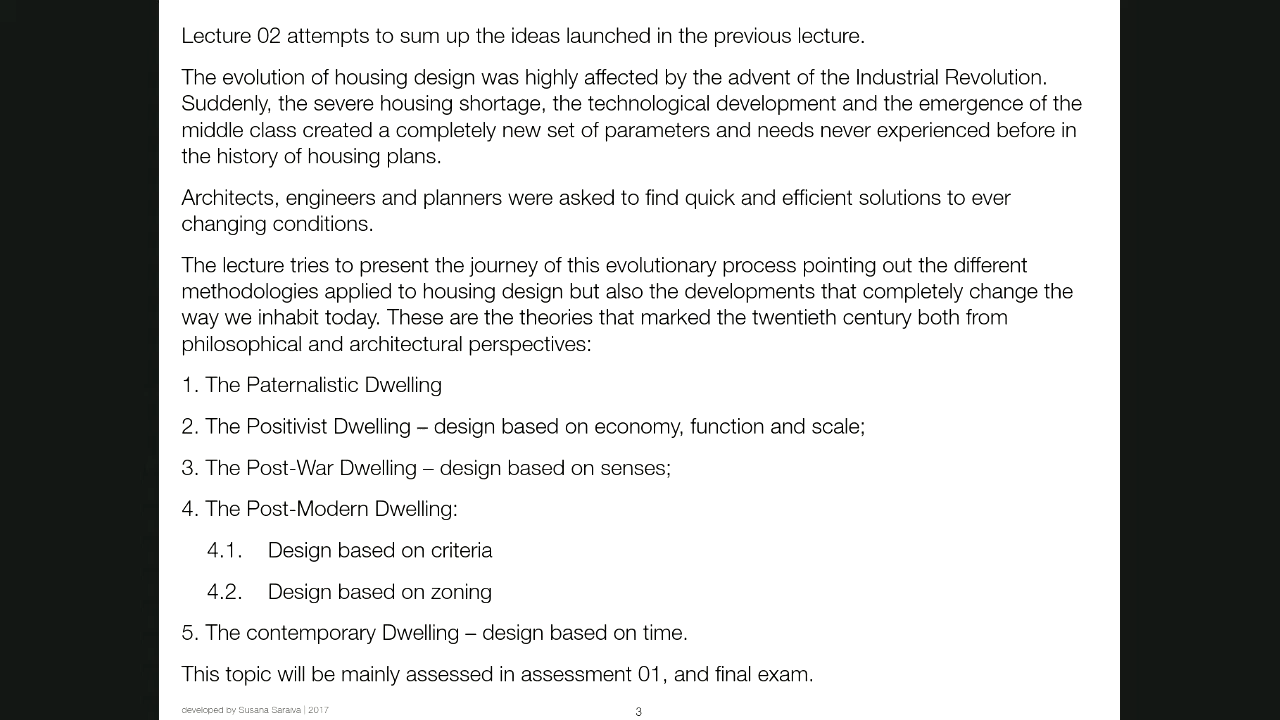 Lecture 02 attempts to sum up the ideas launched in the previous lecture.
The evolution of housing design was highly affected by the advent of the Industrial Revolution.
Suddenly, the severe housing shortage, the technological development and the emergence of the
middle class created a completely new set of parameters and needs never experienced before in
the history of housing plans.
Architects, engineers and planners were asked to find quick and efficient solutions to ever
changing conditions.
The lecture tries to present the journey of this evolutionary process pointing out the different
methodologies applied to housing design but also the developments that completely change the
way we inhabit today. These are the theories that marked the twentieth century both from
philosophical and architectural perspectives:
1. The Paternalistic Dwelling
2. The Positivist Dwelling – design based on economy, function and scale;
3. The Post-War Dwelling – design based on senses;
4. The Post-Modern Dwelling:
4.1. Design based on criteria
4.2. Design based on zoning
5. The contemporary Dwelling – design based on time.
This topic will be mainly assessed in assessment 01, and final exam.
developed by Susana Saraiva | 2017
3